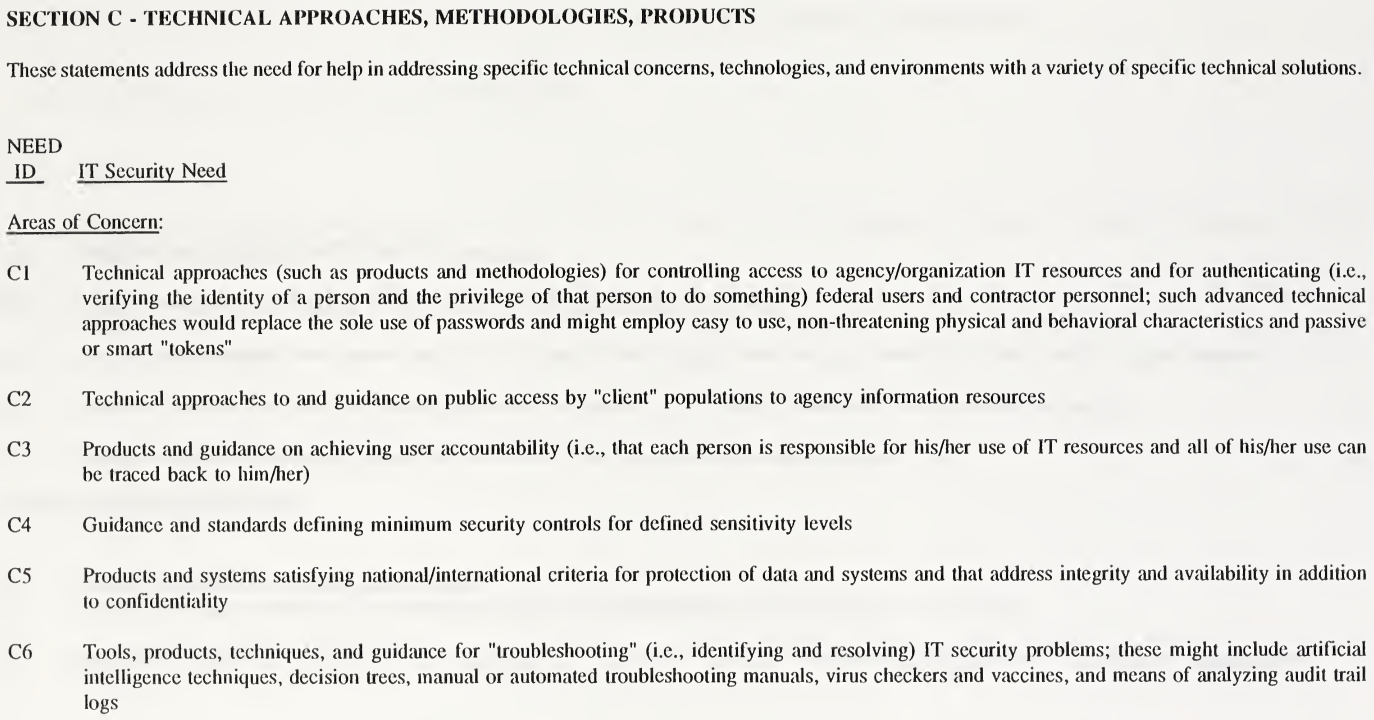 SECTION C - TECHNICAL APPROACHES, METHODOLOGIES, PRODUCTS
These statements address the need for help in addressing specific technical concerns, technologies, and environments with a variety of specific technical solutions.
NEED
ID IT Security Need
Areas of Concern:
C1 Technical approaches (such as products and methodologies) for controlling access to agency/organization IT resources and for authenticating (i.e.,
verifying the identity of a person and the privilege of that person to do something) federal users and contractor personnel; such advanced technical
approaches would replace the sole use of passwords and might employ easy to use, non-threatening physical and behavioral characteristics and passive
or smart "tokens"
C2 Technical approaches to and guidance on public access by "client" populations to agency information resources
C3 Products and guidance on achieving user accountability (i.e., that each person is responsible for his/her use of IT resources and all of his/her use can
be traced back to him/her)
C4 Guidance and standards defining minimum security controls for defined sensitivity levels
C5 Products and systems satisfying national/international criteria for protection of data and systems and that address integrity and availability in addition
to confidentiality
C6 Tools, products, techniques, and guidance for "troubleshooting" (i.e., identifying and resolving) IT security problems; these might include artificial
intelligence techniques, decision trees, manual or automated troubleshooting manuals, virus checkers and vaccines, and means of analyzing audit trail
logs